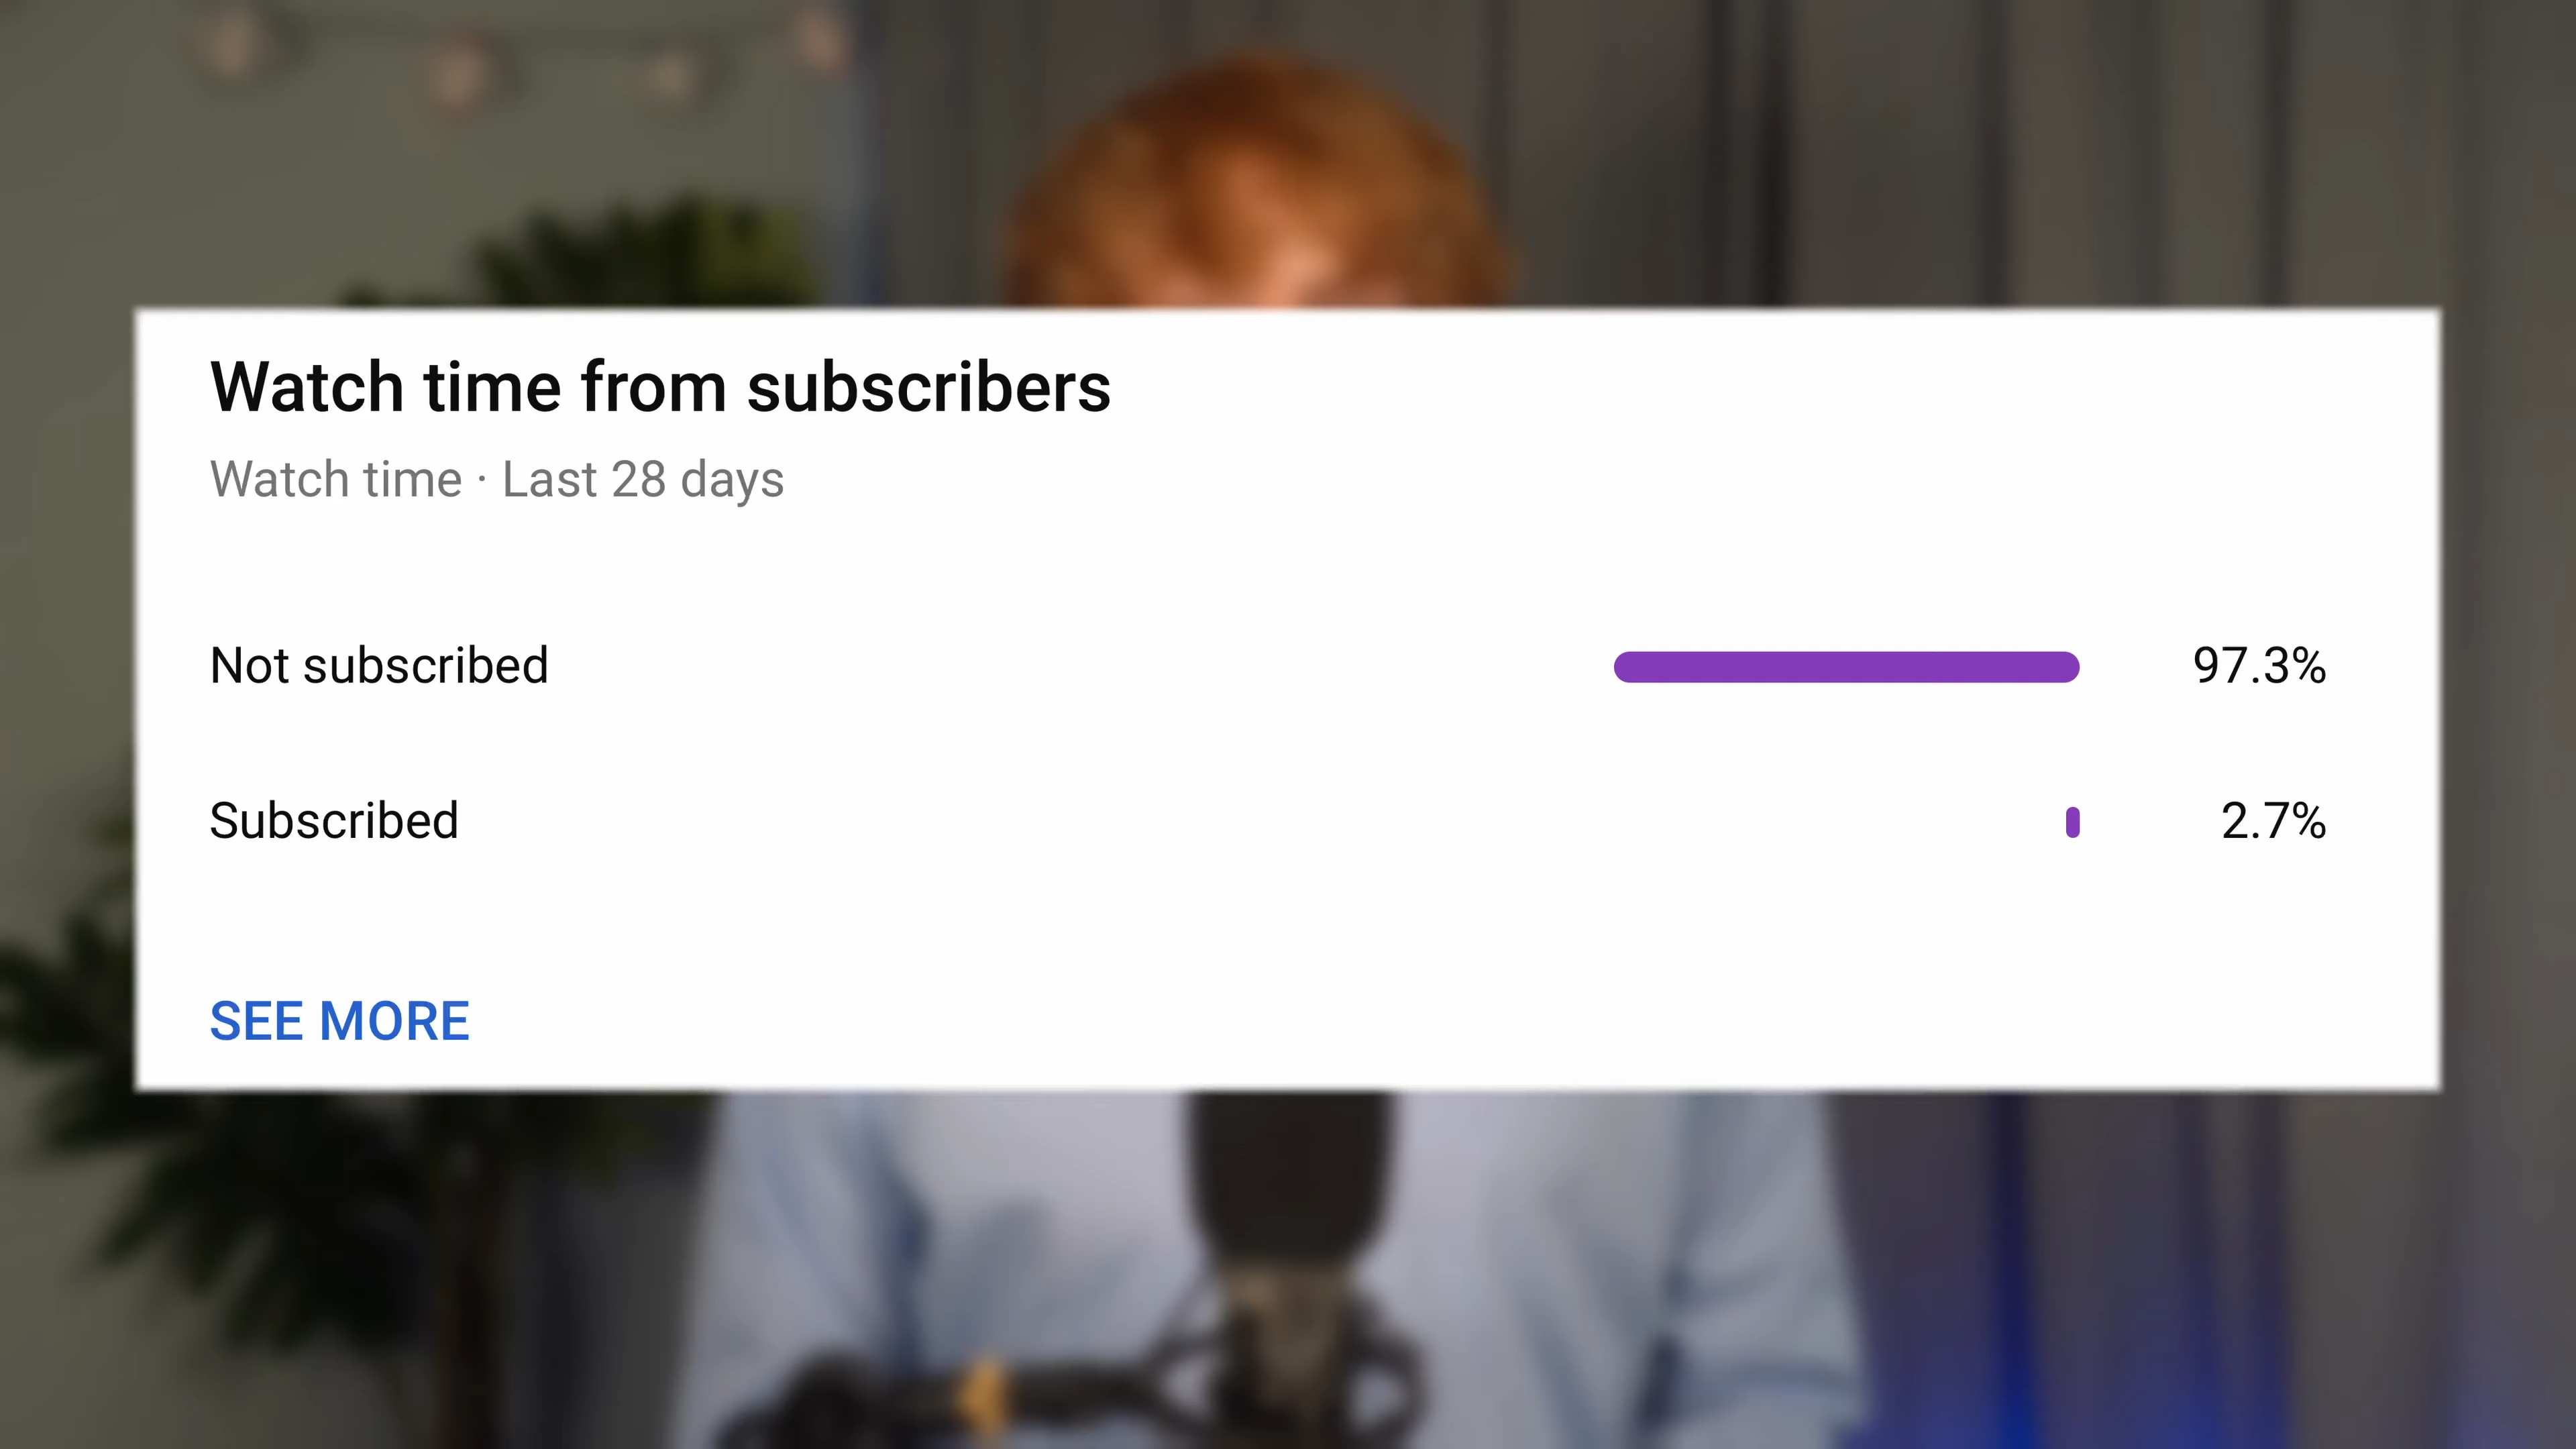 Watch time from subscribers
Watch time · Last 28 days
Not subscribed 97.3%
Subscribed 2.7%
SEE MORE